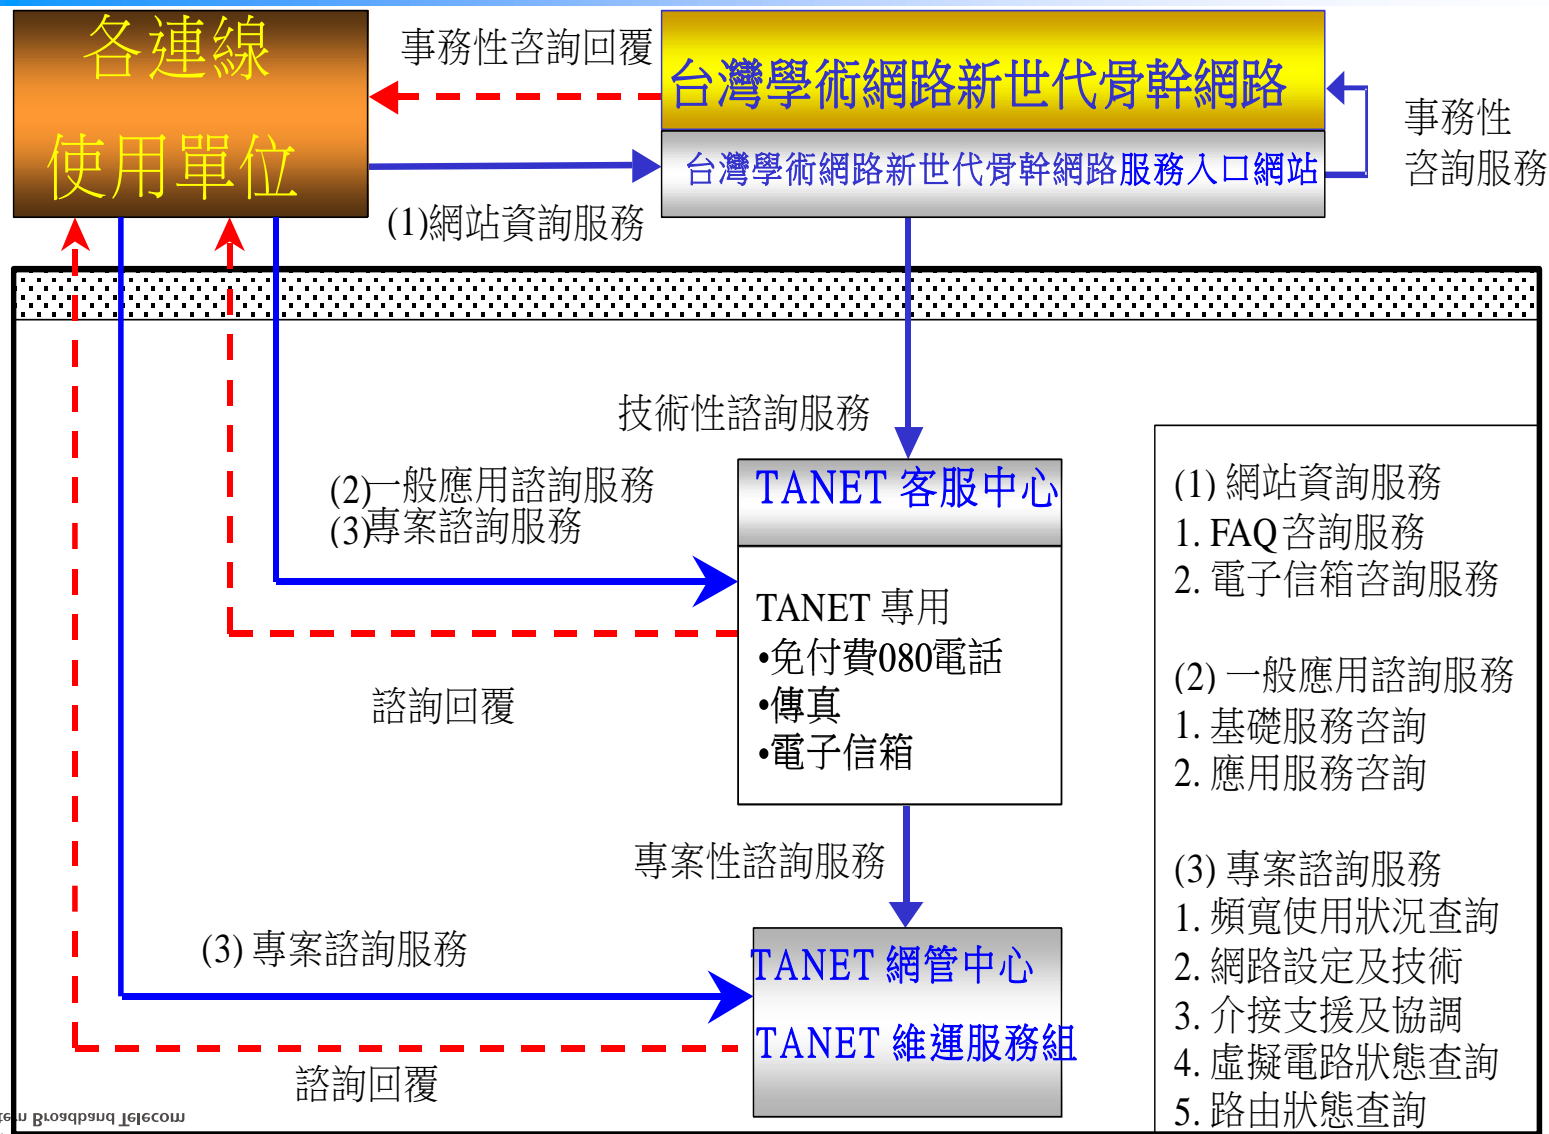 各連線
使用單位
事務性咨詢回覆
台灣學術網路新世代骨幹網路
台灣學術網路新世代骨幹網路服務入口網站
事務性
咨詢服務
(1)網站資詢服務
技術性諮詢服務
(2)一般應用諮詢服務
(3)專案諮詢服務
TANET 客服中心
TANET 專用
•免付費080電話
•傳真
•電子信箱
諮詢回覆
專案性諮詢服務
(3) 專案諮詢服務
TANET 網管中心
TANET 維運服務組
諮詢回覆
(1) 網站資詢服務
1. FAQ 咨詢服務
2. 電子信箱咨詢服務
(2) 一般應用諮詢服務
1. 基礎服務咨詢
2. 應用服務咨詢
(3) 專案諮詢服務
1. 頻寬使用狀況查詢
2. 網路設定及技術
3. 介接支援及協調
4. 虛擬電路狀態查詢
5. 路由狀態查詢
tern Broadband Telecom